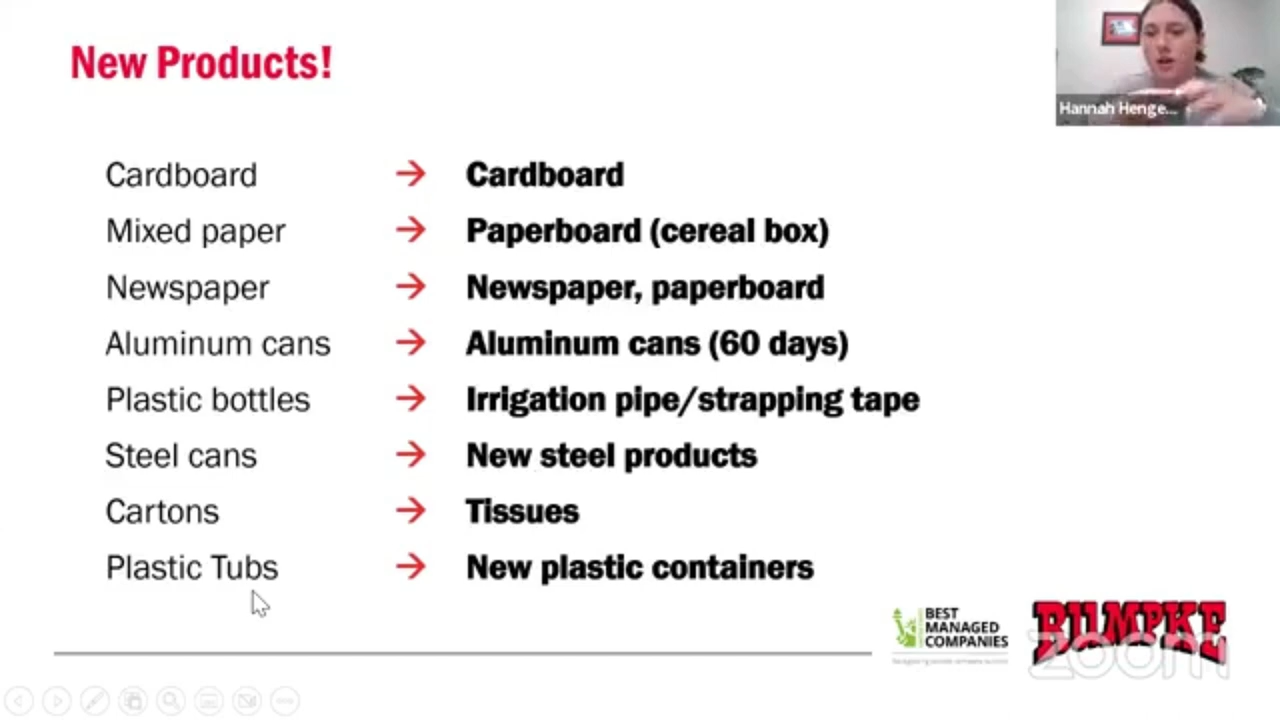 New Products!
Hannah Henge...
Cardboard → Cardboard
Mixed paper → Paperboard (cereal box)
Newspaper → Newspaper, paperboard
Aluminum cans → Aluminum cans (60 days)
Plastic bottles → Irrigation pipe/strapping tape
Steel cans → New steel products
Cartons → Tissues
Plastic Tubs → New plastic containers
BEST
MANAGED
COMPANIES
RUMPKE
zoom